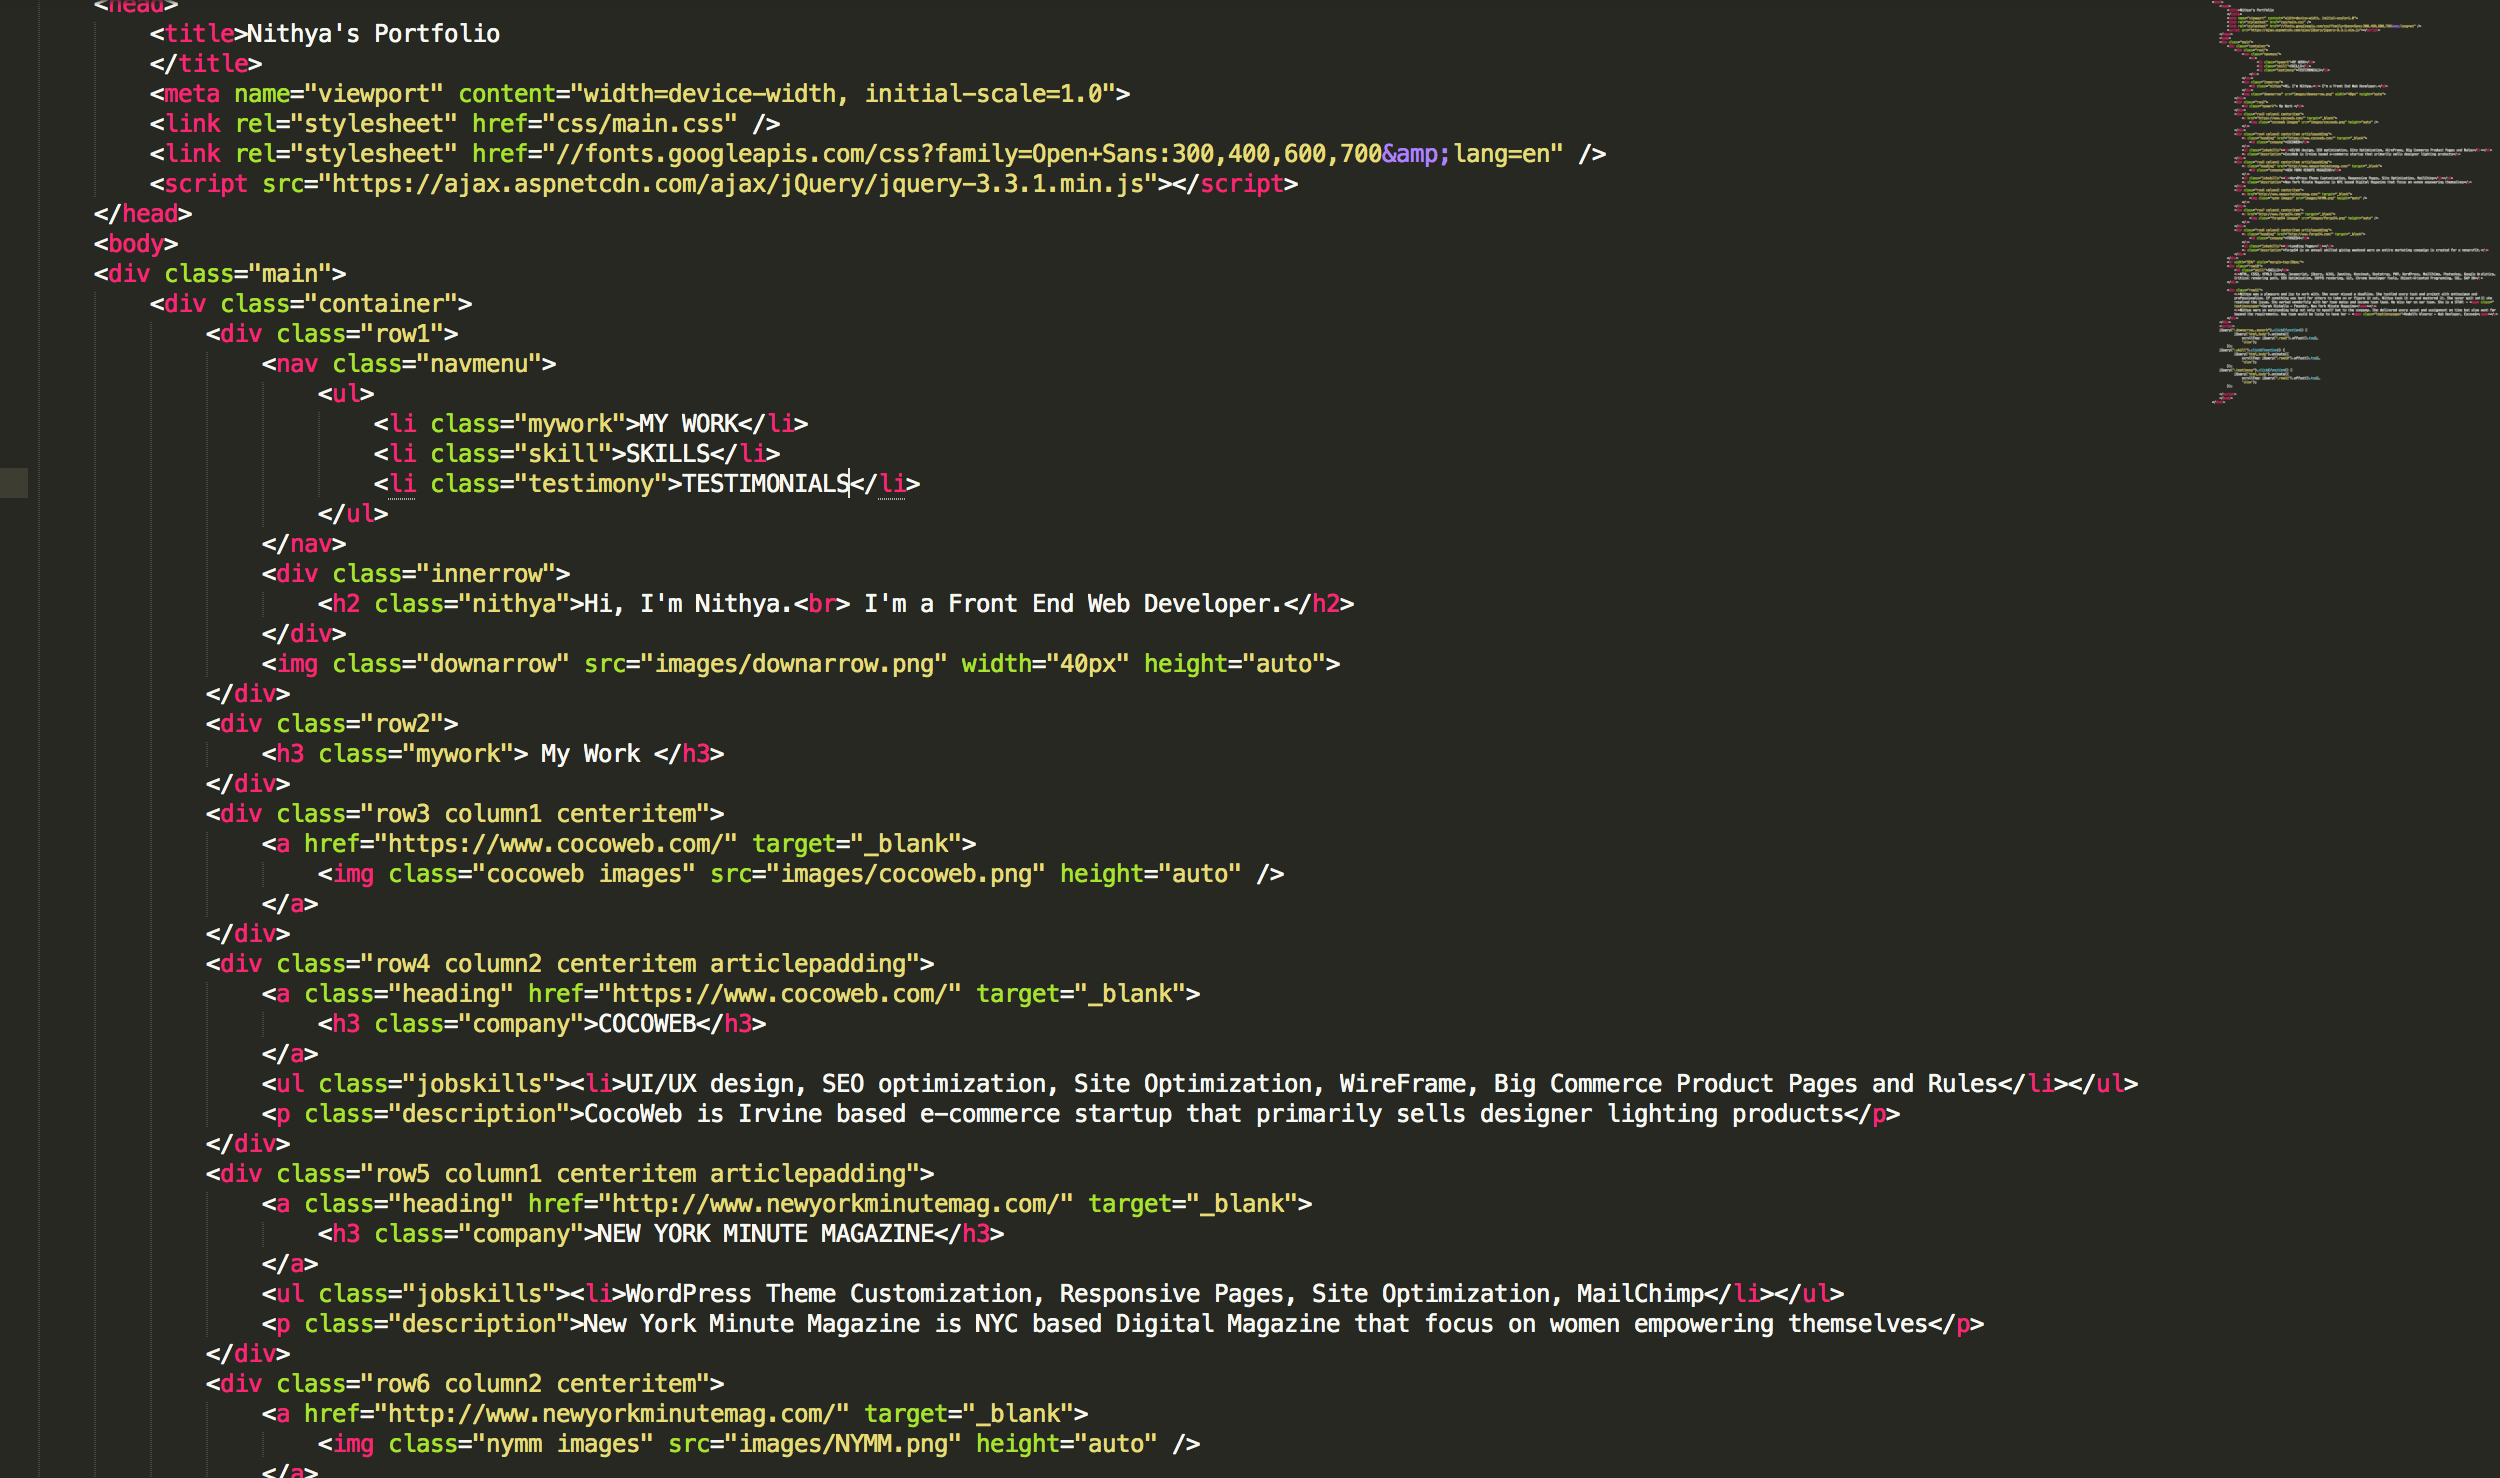 <head>
<title>Nithya's Portfolio
</title>
<meta name="viewport" content="width=device-width, initial-scale=1.0">
<link rel="stylesheet" href="css/main.css" />
<link rel="stylesheet" href="//fonts.googleapis.com/css?family=Open+Sans:300,400,600,700&amp;lang=en" />
<script src="https://ajax.aspnetcdn.com/ajax/jQuery/jquery-3.3.1.min.js"></script>
</head>
<body>
<div class="main">
<div class="container">
<div class="row1">
<nav class="navmenu">
<ul>
<li class="mywork">MY WORK</li>
<li class="skill">SKILLS</li>
<li class="testimony">TESTIMONIALS</li>
</ul>
</nav>
<div class="innerrow">
<h2 class="nithya">Hi, I'm Nithya.<br> I'm a Front End Web Developer.</h2>
</div>
<img class="downarrow" src="images/downarrow.png" width="40px" height="auto">
</div>
<div class="row2">
<h3 class="mywork"> My Work </h3>
</div>
<div class="row3 column1 centeritem">
<a href="https://www.cocoweb.com/" target="_blank">
<img class="cocoweb images" src="images/cocoweb.png" height="auto" />
</a>
</div>
<div class="row4 column2 centeritem articlepadding">
<a class="heading" href="https://www.cocoweb.com/" target="_blank">
<h3 class="company">COCOWEB</h3>
</a>
<ul class="jobskills"><li>UI/UX design, SEO optimization, Site Optimization, WireFrame, Big Commerce Product Pages and Rules</li></ul>
<p class="description">CocoWeb is Irvine based e-commerce startup that primarily sells designer lighting products</p>
</div>
<div class="row5 column1 centeritem articlepadding">
<a class="heading" href="http://www.newyorkminutemag.com/" target="_blank">
<h3 class="company">NEW YORK MINUTE MAGAZINE</h3>
</a>
<ul class="jobskills"><li>WordPress Theme Customization, Responsive Pages, Site Optimization, MailChimp</li></ul>
<p class="description">New York Minute Magazine is NYC based Digital Magazine that focus on women empowering themselves</p>
</div>
<div class="row6 column2 centeritem">
<a href="http://www.newyorkminutemag.com/" target="_blank">
<img class="nymm images" src="images/NYMM.png" height="auto" />
</a>